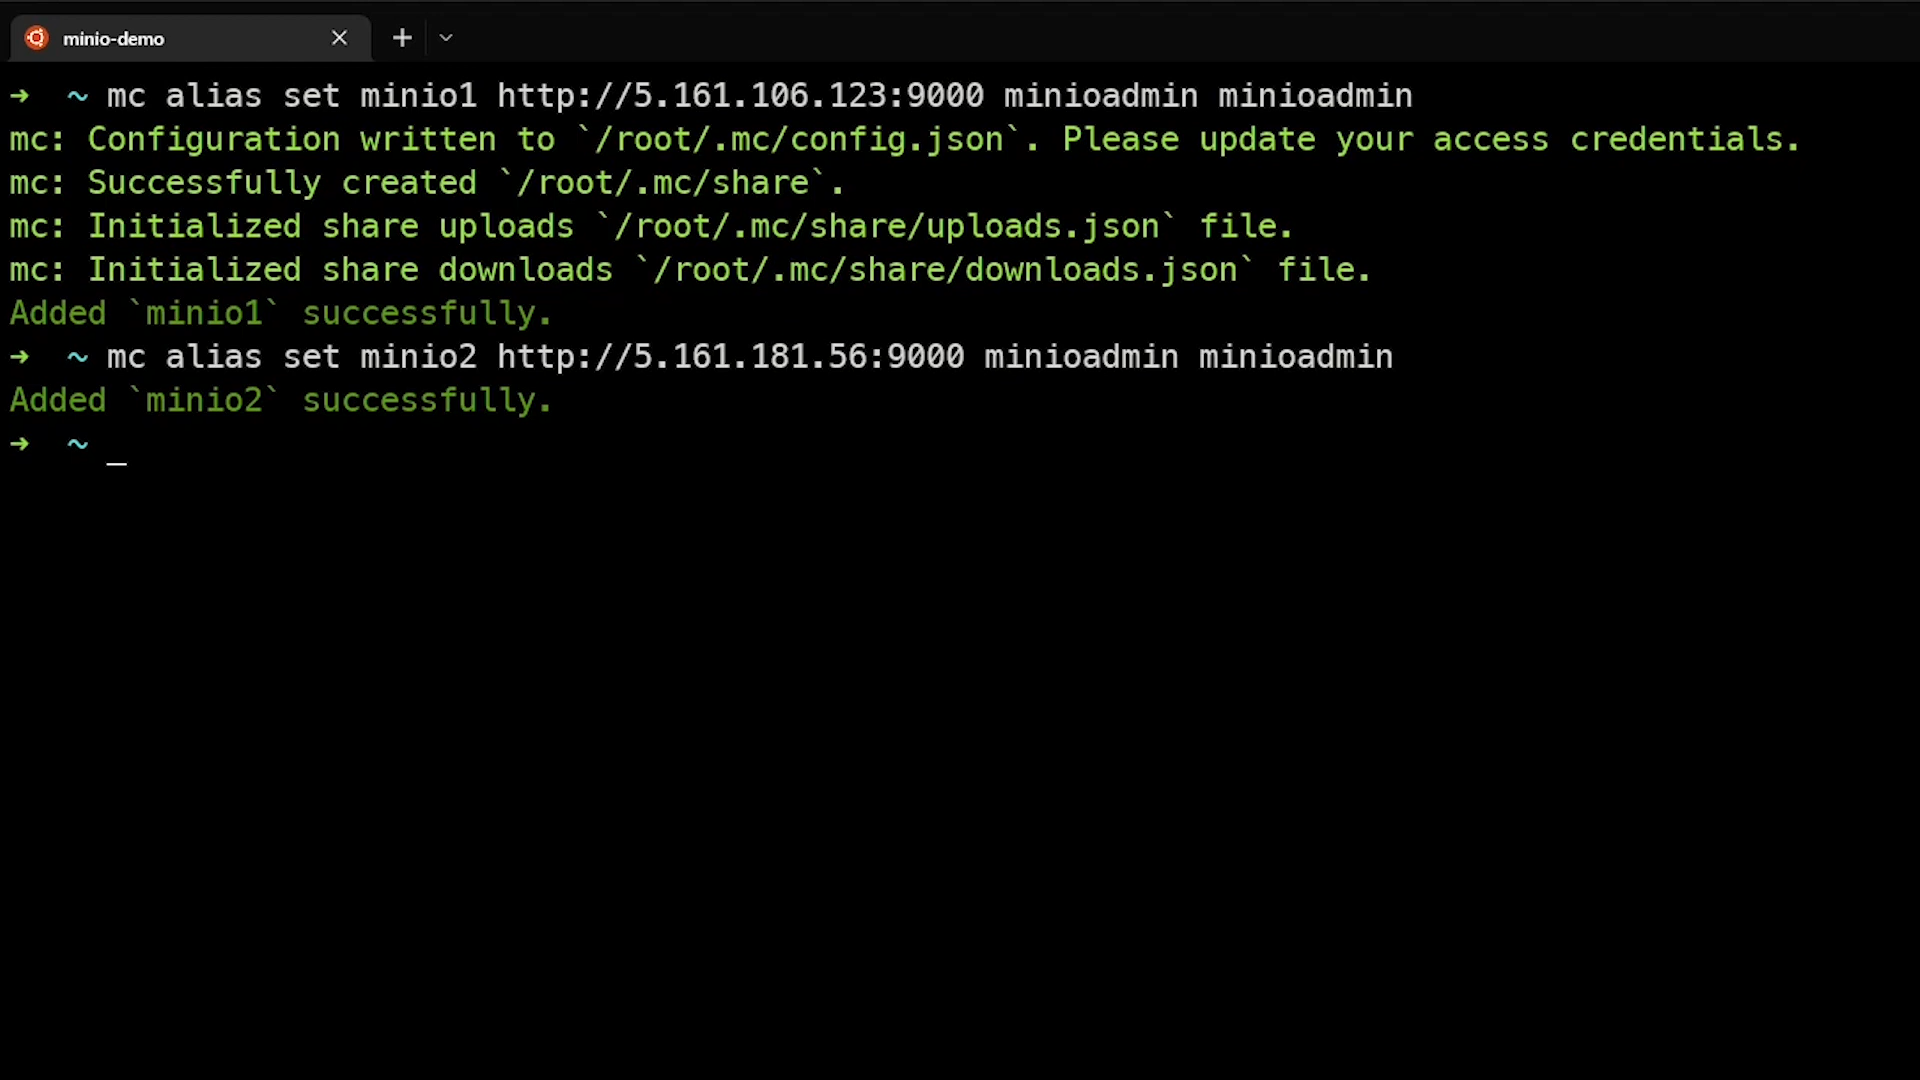 minio-demo
➜ ~ mc alias set minio1 http://5.161.106.123:9000 minioadmin minioadmin
mc: Configuration written to `/root/.mc/config.json`. Please update your access credentials.
mc: Successfully created `/root/.mc/share`.
mc: Initialized share uploads `/root/.mc/share/uploads.json` file.
mc: Initialized share downloads `/root/.mc/share/downloads.json` file.
Added `minio1` successfully.
➜ ~ mc alias set minio2 http://5.161.181.56:9000 minioadmin minioadmin
Added `minio2` successfully.
➜ ~ _